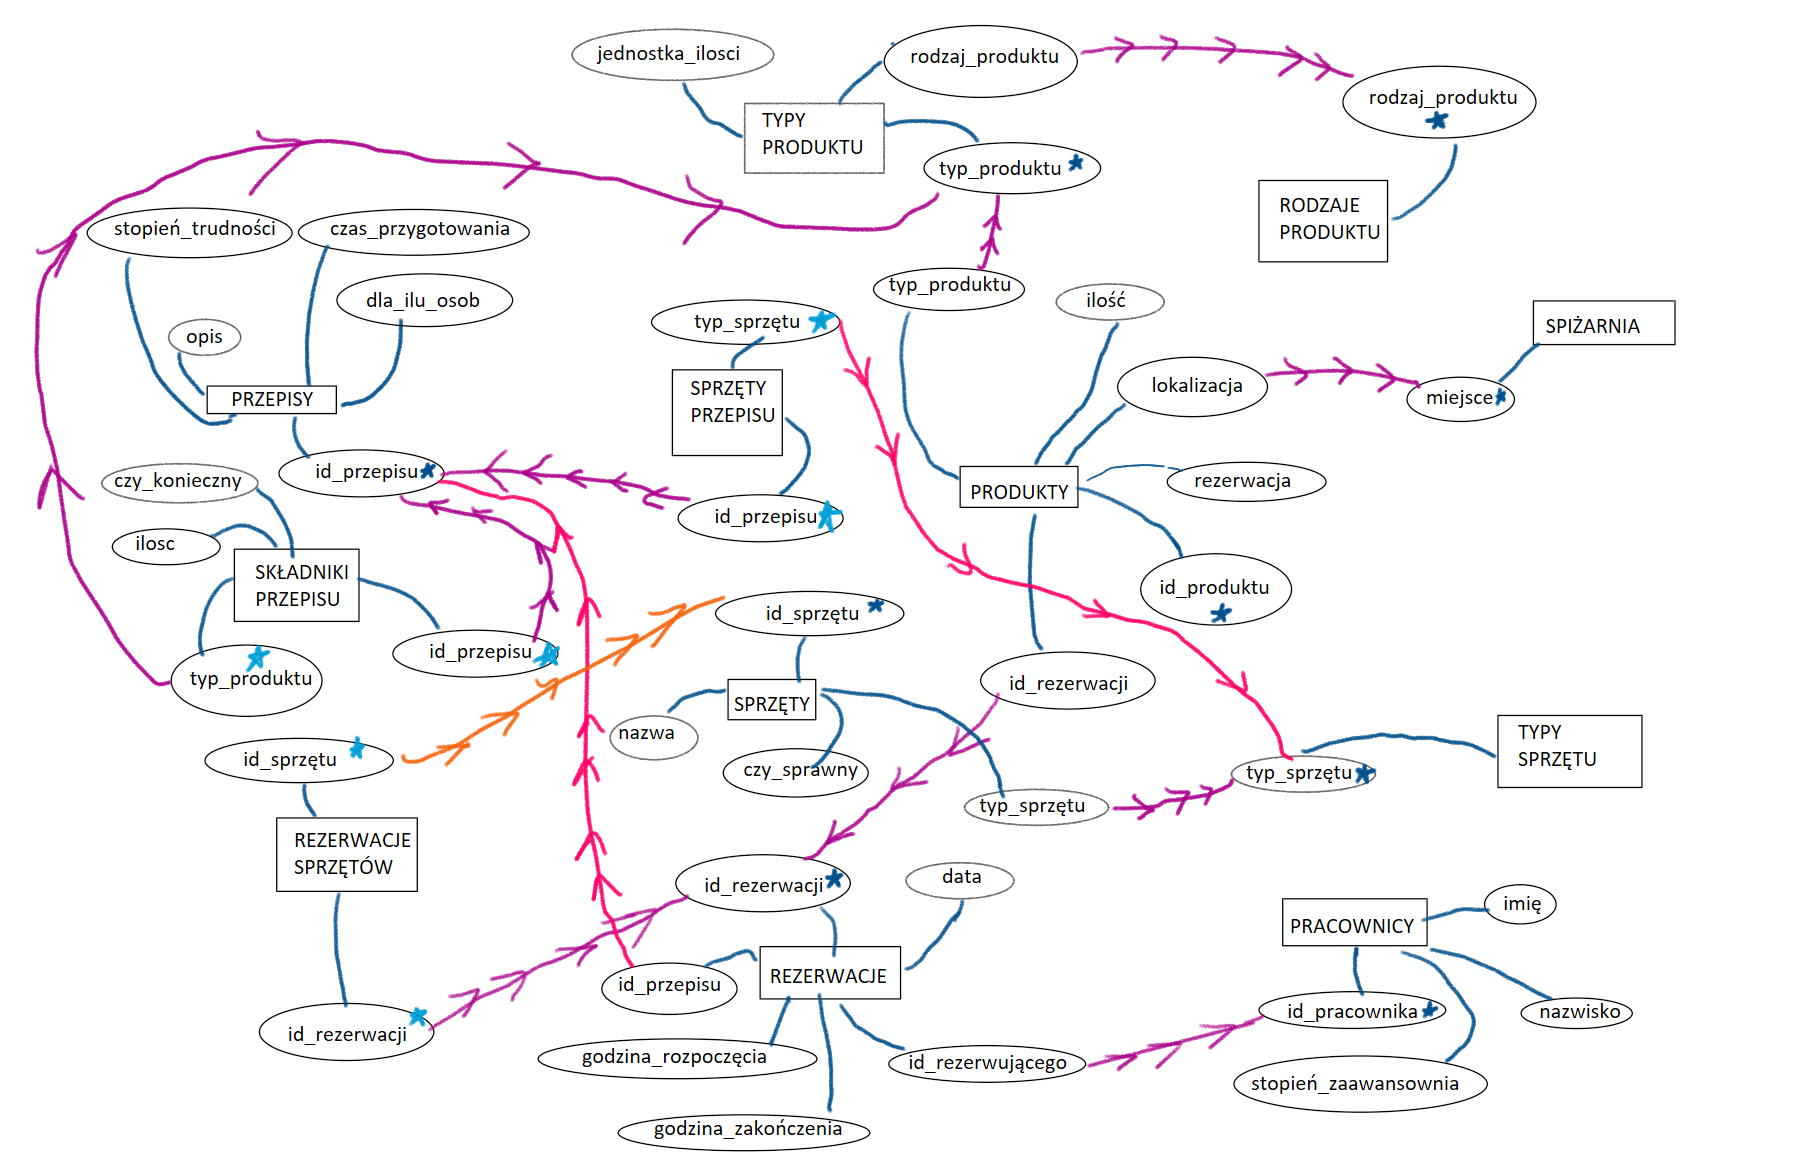 jednostka_ilosci
rodzaj_produktu
rodzaj_produktu
TYPY
PRODUKTU
typ_produktu
RODZAJE
PRODUKTU
stopień_trudności
czas_przygotowania
dla_ilu_osob
opis
PRZEPISY
id_przepisu
typ_sprzętu
SPRZĘTY
PRZEPISU
id_przepisu
typ_produktu
ilość
lokalizacja
SPIŻARNIA
miejsce
PRODUKTY
rezerwacja
id_produktu
id_rezerwacji
czy_konieczny
ilosc
SKŁADNIKI
PRZEPISU
id_przepisu
typ_produktu
id_sprzętu
SPRZĘTY
nazwa
czy_sprawny
typ_sprzętu
typ_sprzętu
TYPY
SPRZĘTU
id_sprzętu
REZERWACJE
SPRZĘTÓW
id_rezerwacji
id_rezerwacji
data
REZERWACJE
id_przepisu
godzina_rozpoczęcia
godzina_zakończenia
id_rezerwującego
PRACOWNICY
imię
id_pracownika
nazwisko
stopień_zaawansownia